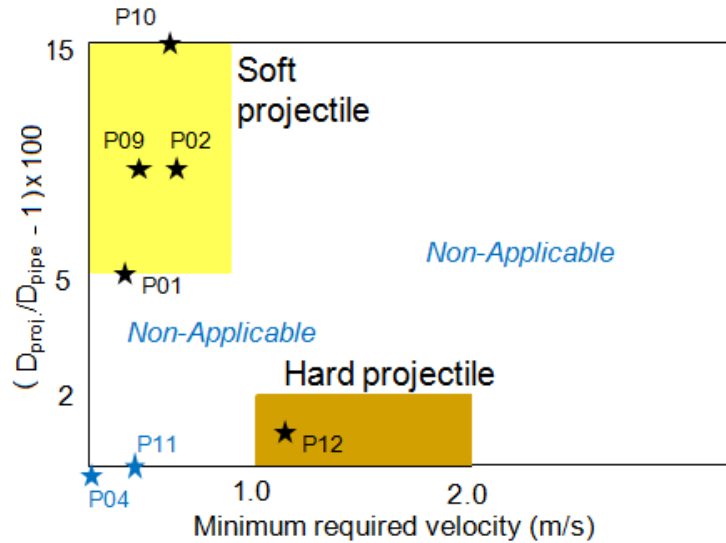 P10
15
Soft
projectile
P09
P02
( Dproj./Dpipe - 1 ) x 100
Non-Applicable
5
P01
Non-Applicable
Hard projectile
2
P12
P11
P04
1.0
2.0
Minimum required velocity (m/s)